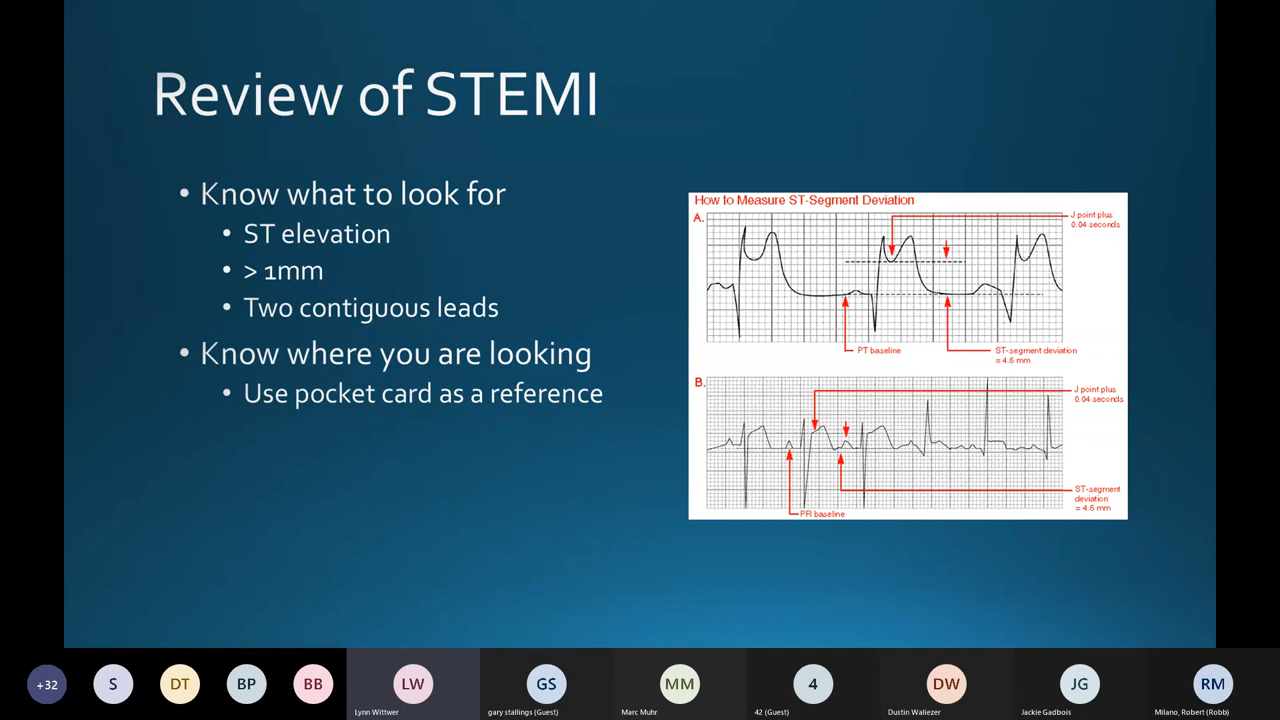 Review of STEMI
• Know what to look for
• ST elevation
• > 1mm
• Two contiguous leads
• Know where you are looking
• Use pocket card as a reference
How to Measure ST-Segment Deviation
A.
J point plus
0.04 seconds
PT baseline
ST-segment deviation
= 4.5 mm
B.
J point plus
0.04 seconds
ST-segment
deviation
= 4.5 mm
PR baseline
+32
S
DT
BP
BB
LW
GS
MM
4
DW
JG
RM
Lynn Wittwer
gary stallings (Guest)
Marc Muhr
42 (Guest)
Dustin Waliezer
Jackie Gadbois
Milano, Robert (Robb)